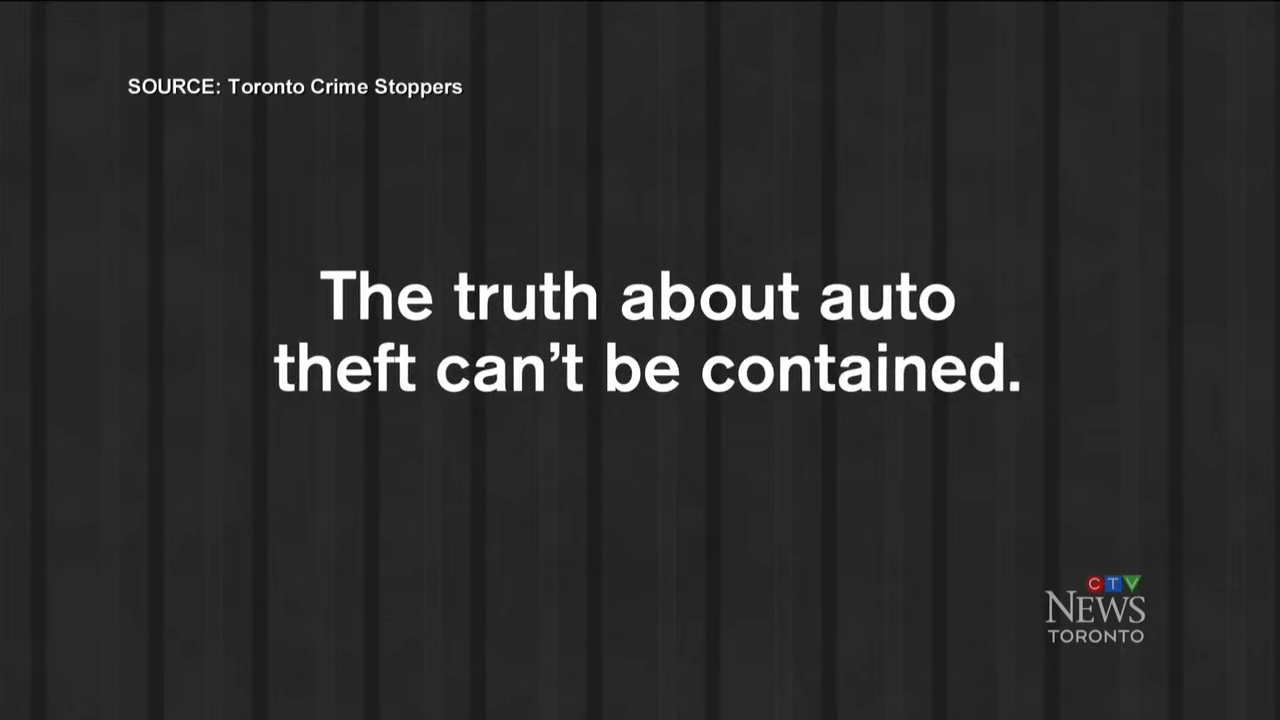 SOURCE: Toronto Crime Stoppers
The truth about auto
theft can’t be contained.
CTV
NEWS
TORONTO